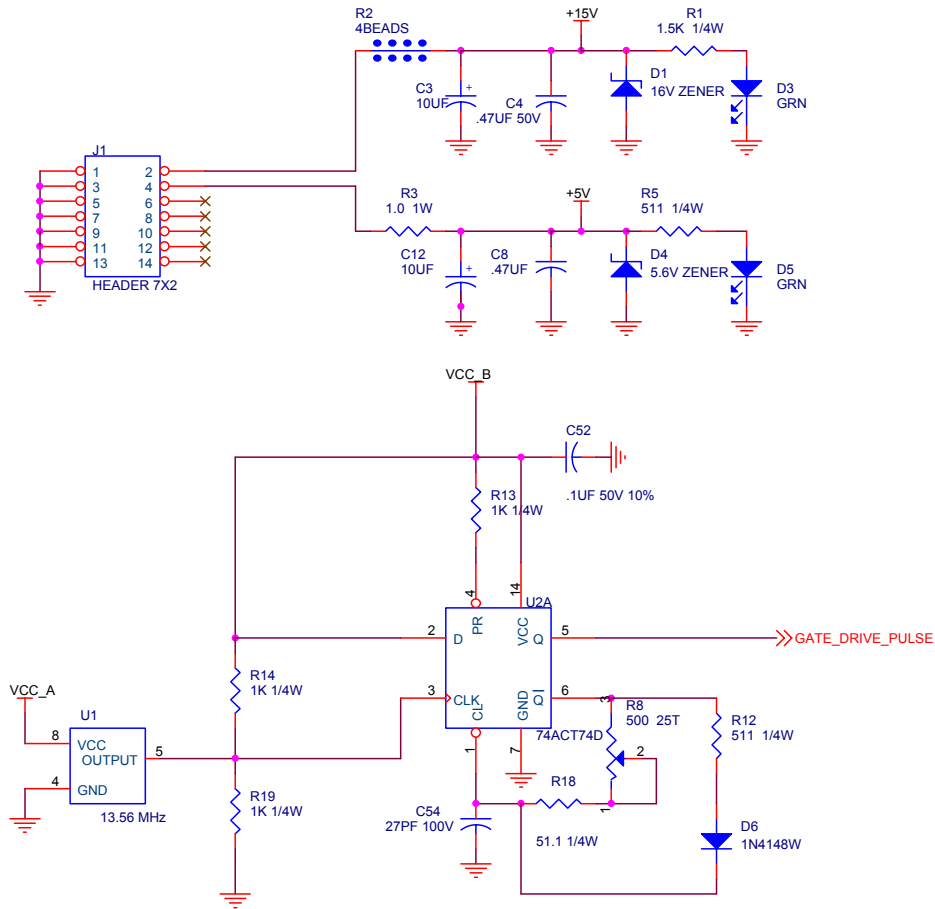 R2
4BEADS
+15V
R1
1.5K 1/4W
C3
10UF
+
C4
.47UF 50V
D1
16V ZENER
D3
GRN
J1
1 2
3 4
5 6
7 8
9 10
11 12
13 14
HEADER 7X2
R3
1.0 1W
+5V
R5
511 1/4W
C12
10UF
+
C8
.47UF
D4
5.6V ZENER
D5
GRN
VCC_B
C52
.1UF 50V 10%
R13
1K 1/4W
4
14
U2A
PR
VCC
2
D
Q
5
GATE_DRIVE_PULSE
R14
1K 1/4W
3
CLK
CL
GND
Q
6
VCC_A
U1
8
VCC
OUTPUT
5
4
GND
13.56 MHz
1
7
74ACT74D
3
R8
500 25T
2
1
R12
511 1/4W
R19
1K 1/4W
C54
27PF 100V
R18
51.1 1/4W
D6
1N4148W